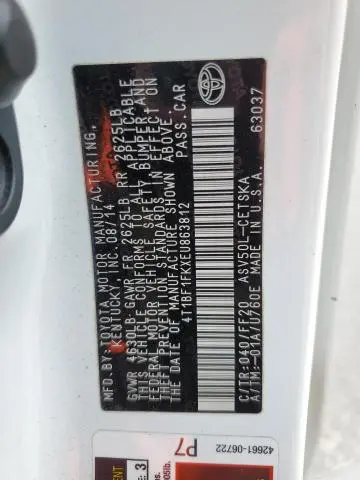 MFD.BY: TOYOTA MOTOR MANUFACTURING,
KENTUCKY, INC. 08/14
GVWR 4630LB GAWR FR 2625LB RR 2625LB
THIS VEHICLE CONFORMS TO ALL APPLICABLE
FEDERAL MOTOR VEHICLE SAFETY, BUMPER, AND
THEFT PREVENTION STANDARDS IN EFFECT ON
THE DATE OF MANUFACTURE SHOWN ABOVE.
4T1BF1FKXEU863812 PASS.CAR
C/TR: 040/FF20 ASV50L-CETSKA
A/TM: -01A/U760E MADE IN U.S.A.
63037
42661-06722
P7
3